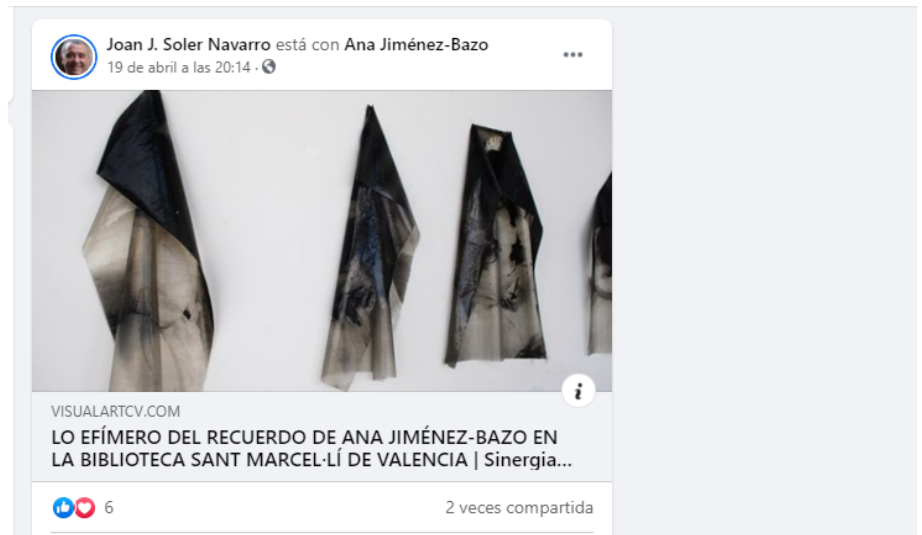 Joan J. Soler Navarro está con Ana Jiménez-Bazo
19 de abril a las 20:14 ·
VISUALARTCV.COM
LO EFÍMERO DEL RECUERDO DE ANA JIMÉNEZ-BAZO EN
LA BIBLIOTECA SANT MARCEL·LÍ DE VALENCIA | Sinergia...
6
2 veces compartida